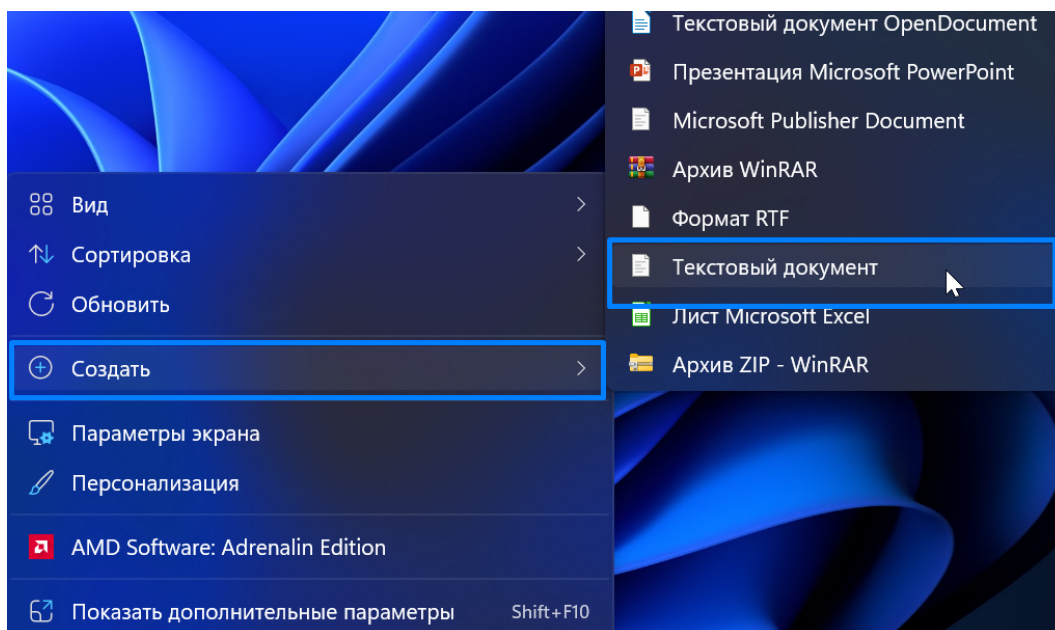 Текстовый документ OpenDocument
Презентация Microsoft PowerPoint
Microsoft Publisher Document
Архив WinRAR
Формат RTF
Текстовый документ
Лист Microsoft Excel
Архив ZIP - WinRAR
Вид
Сортировка
Обновить
Создать
Параметры экрана
Персонализация
AMD Software: Adrenalin Edition
Показать дополнительные параметры Shift+F10